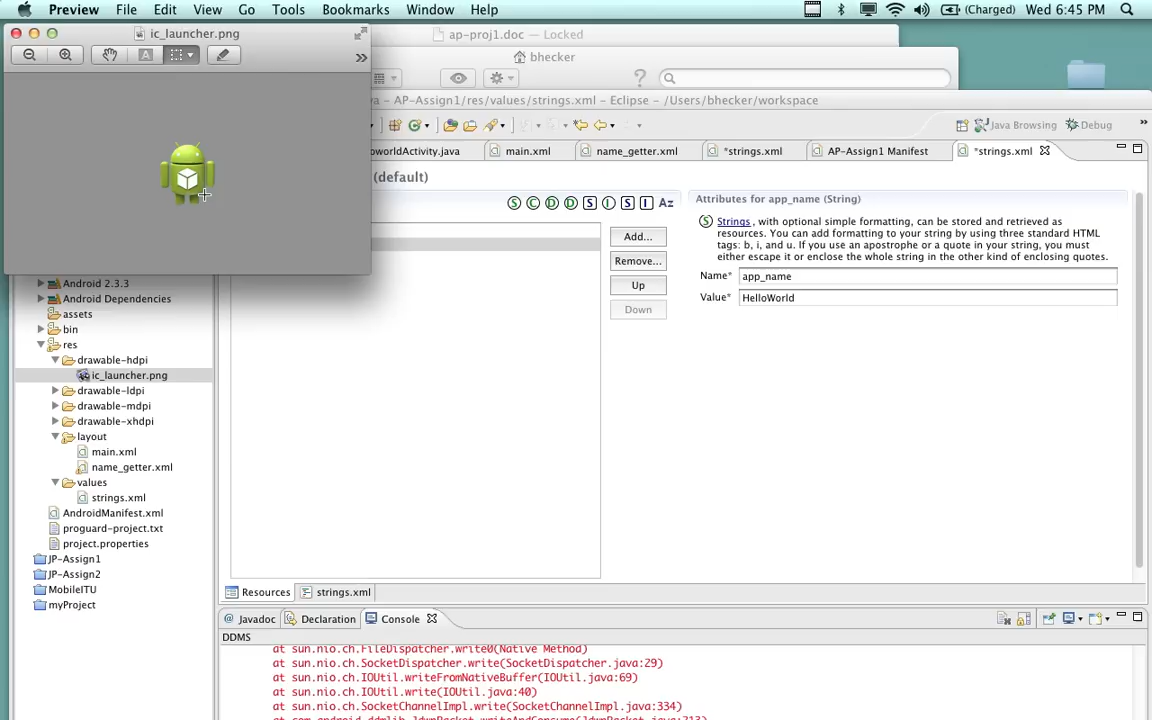 Preview File Edit View Go Tools Bookmarks Window Help (Charged) Wed 6:45 PM
ic_launcher.png
ap-proj1.doc — Locked
bhecker
AP-Assign1/res/values/strings.xml - Eclipse - /Users/bhecker/workspace
Java Browsing Debug
main.xml name_getter.xml *strings.xml AP-Assign1 Manifest *strings.xml
(default)
S C D D S I S I Az
Attributes for app_name (String)
Strings, with optional simple formatting, can be stored and retrieved as
resources. You can add formatting to your string by using three standard HTML
tags: b, i, and u. If you use an apostrophe or a quote in your string, you must
either escape it or enclose the whole string in the other kind of enclosing quotes.
Add...
Remove...
Up
Down
Name* app_name
Value* HelloWorld
Android 2.3.3
Android Dependencies
assets
bin
res
drawable-hdpi
ic_launcher.png
drawable-ldpi
drawable-mdpi
drawable-xhdpi
layout
main.xml
name_getter.xml
values
strings.xml
AndroidManifest.xml
proguard-project.txt
project.properties
JP-Assign1
JP-Assign2
MobileITU
myProject
Resources strings.xml
Javadoc Declaration Console
DDMS
at sun.nio.ch.FileDispatcher.write0(Native Method)
at sun.nio.ch.SocketDispatcher.write(SocketDispatcher.java:29)
at sun.nio.ch.IOUtil.writeFromNativeBuffer(IOUtil.java:69)
at sun.nio.ch.IOUtil.write(IOUtil.java:40)
at sun.nio.ch.SocketChannelImpl.write(SocketChannelImpl.java:334)